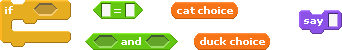 if = cat choice say
and duck choice